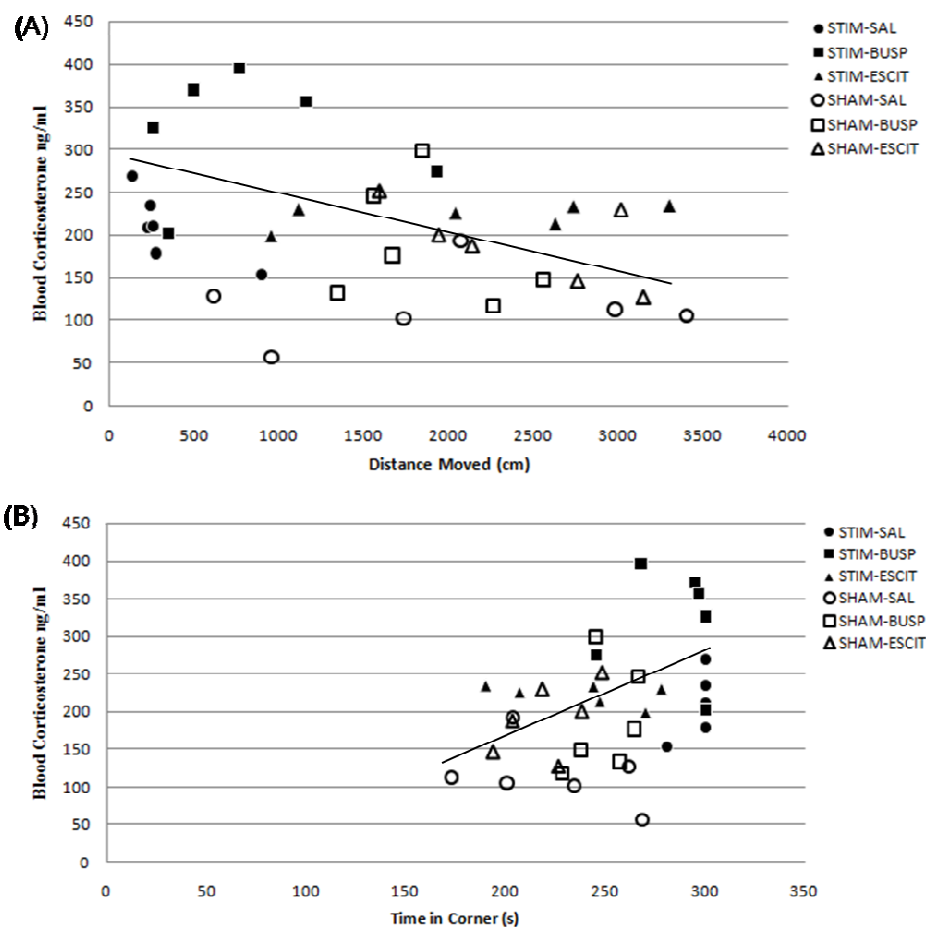 (A)
450
400
350
300
250
200
150
100
50
0
Blood Corticosterone ng/ml
0 500 1000 1500 2000 2500 3000 3500 4000
Distance Moved (cm)
STIM-SAL
STIM-BUSP
STIM-ESCIT
SHAM-SAL
SHAM-BUSP
SHAM-ESCIT
(B)
450
400
350
300
250
200
150
100
50
0
Blood Corticosterone ng/ml
0 50 100 150 200 250 300 350
Time in Corner (s)
STIM-SAL
STIM-BUSP
STIM-ESCIT
SHAM-SAL
SHAM-BUSP
SHAM-ESCIT